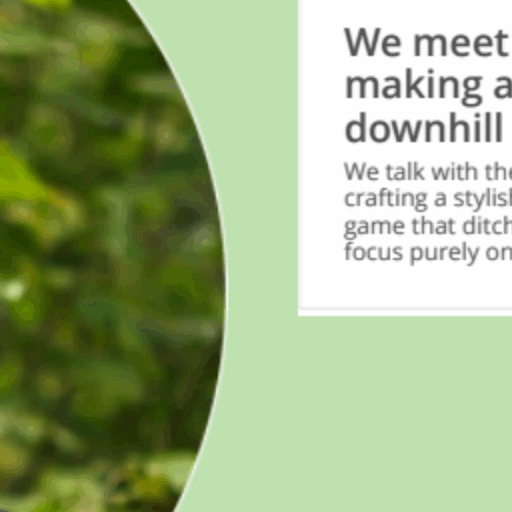 We meet
making a
downhill
We talk with the
crafting a stylish
game that ditch
focus purely on